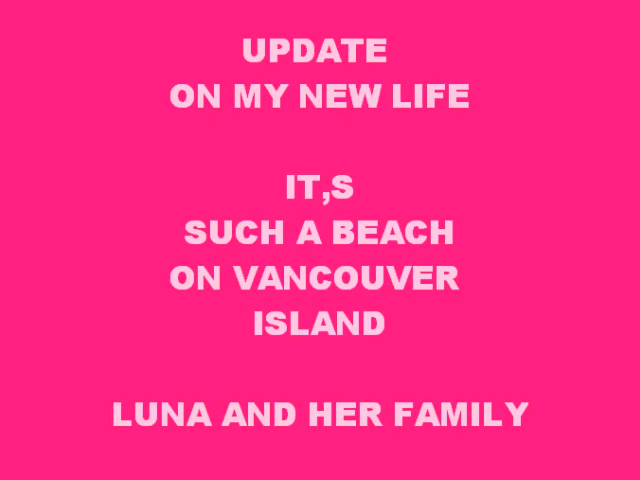 UPDATE
ON MY NEW LIFE
IT,S
SUCH A BEACH
ON VANCOUVER
ISLAND
LUNA AND HER FAMILY